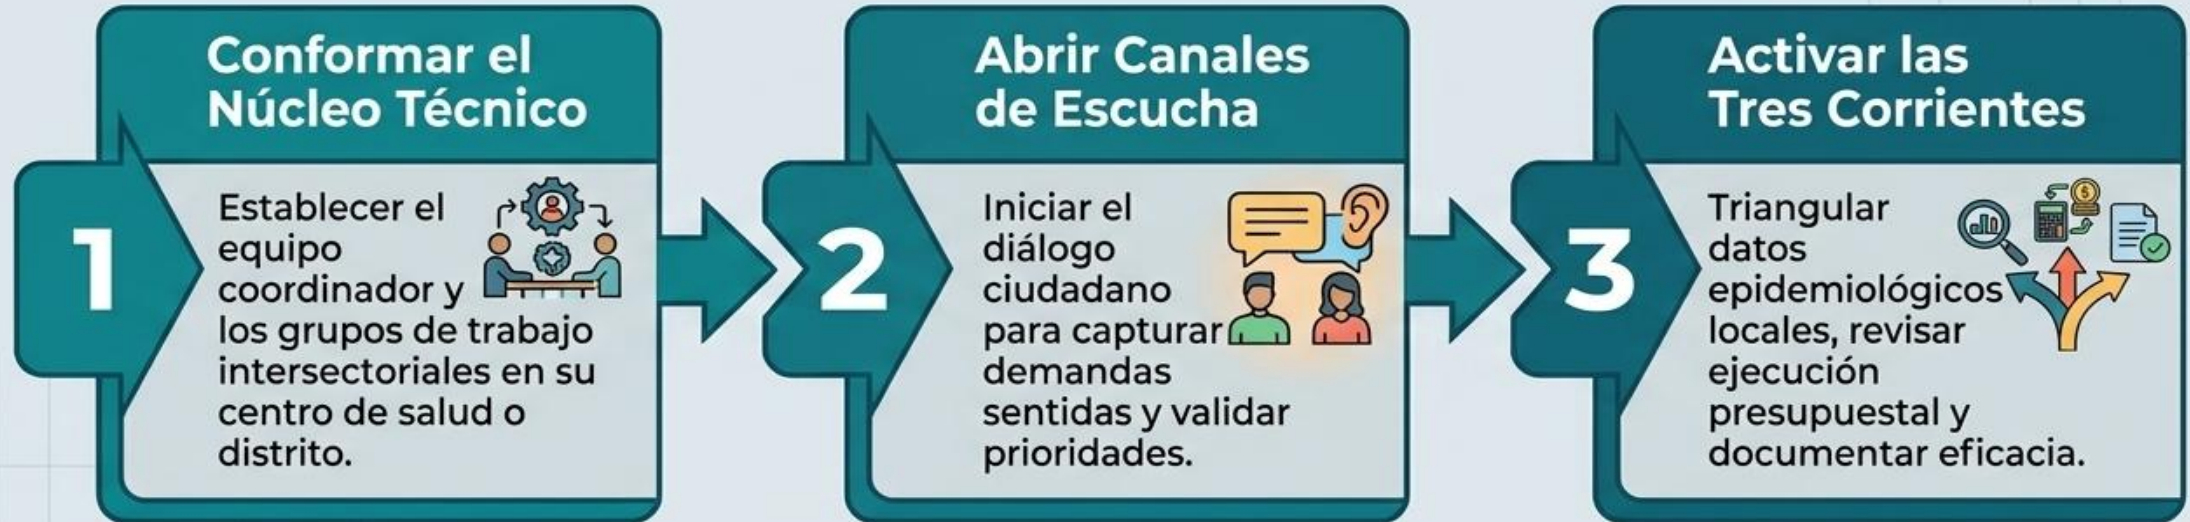 1
Conformar el
Núcleo Técnico
Establecer el
equipo
coordinador y
los grupos de trabajo
intersectoriales en su
centro de salud o
distrito.
2
Abrir Canales
de Escucha
Iniciar el
diálogo
ciudadano
para capturar
demandas
sentidas y validar
prioridades.
3
Activar las
Tres Corrientes
Triangular
datos
epidemiológicos
locales, revisar
ejecución
presupuestal y
documentar eficacia.
$